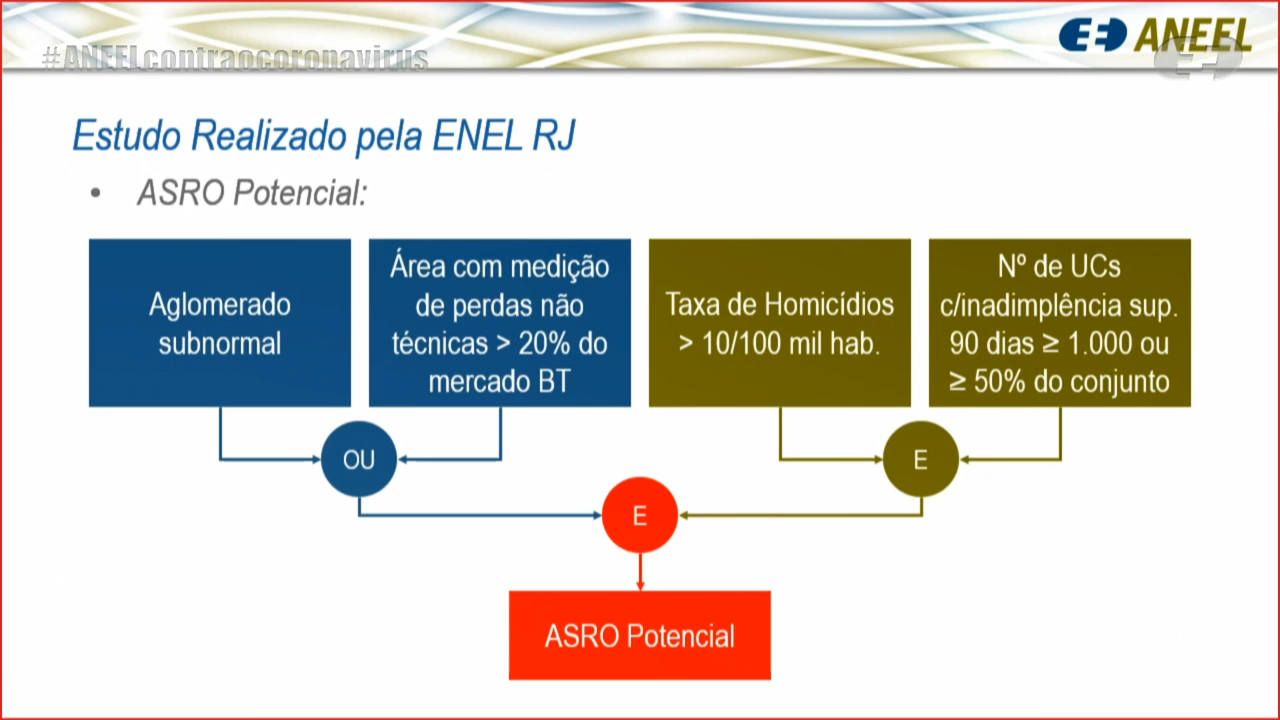 ANEEL
#ANEELcontraocoronavirus
Estudo Realizado pela ENEL RJ
• ASRO Potencial:
Aglomerado
subnormal
Área com medição
de perdas não
técnicas > 20% do
mercado BT
Taxa de Homicídios
> 10/100 mil hab.
Nº de UCs
c/inadimplência sup.
90 dias ≥ 1.000 ou
≥ 50% do conjunto
OU
E
E
ASRO Potencial